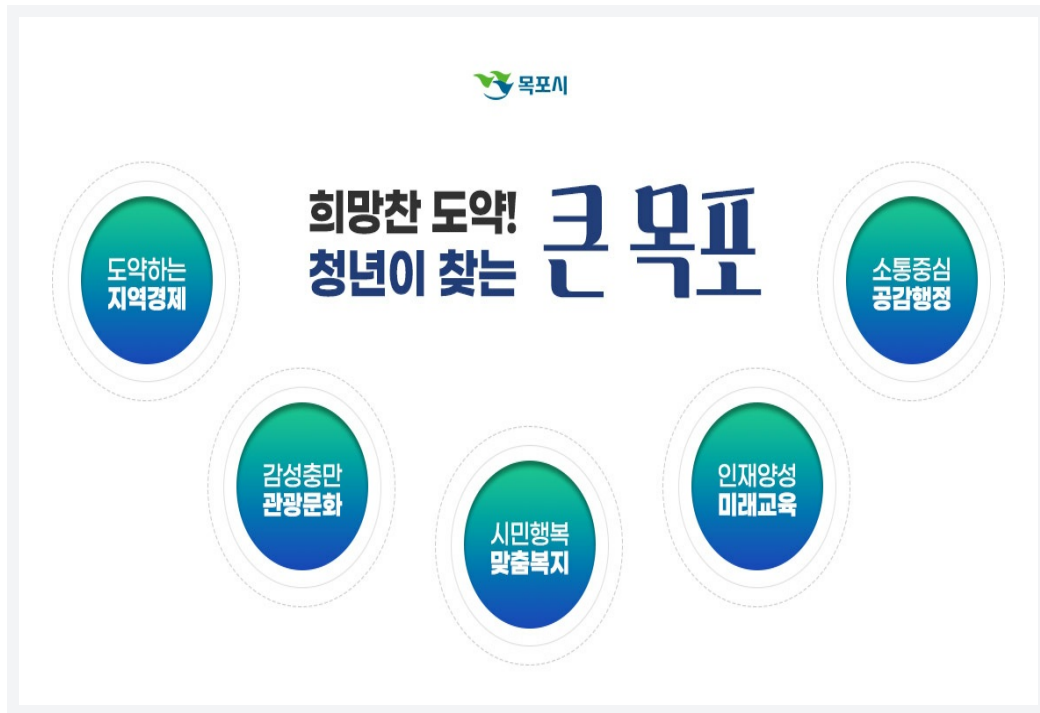 목포시
희망찬 도약!
청년이 찾는
큰 목포
도약하는
지역경제
감성충만
관광문화
시민행복
맞춤복지
인재양성
미래교육
소통중심
공감행정